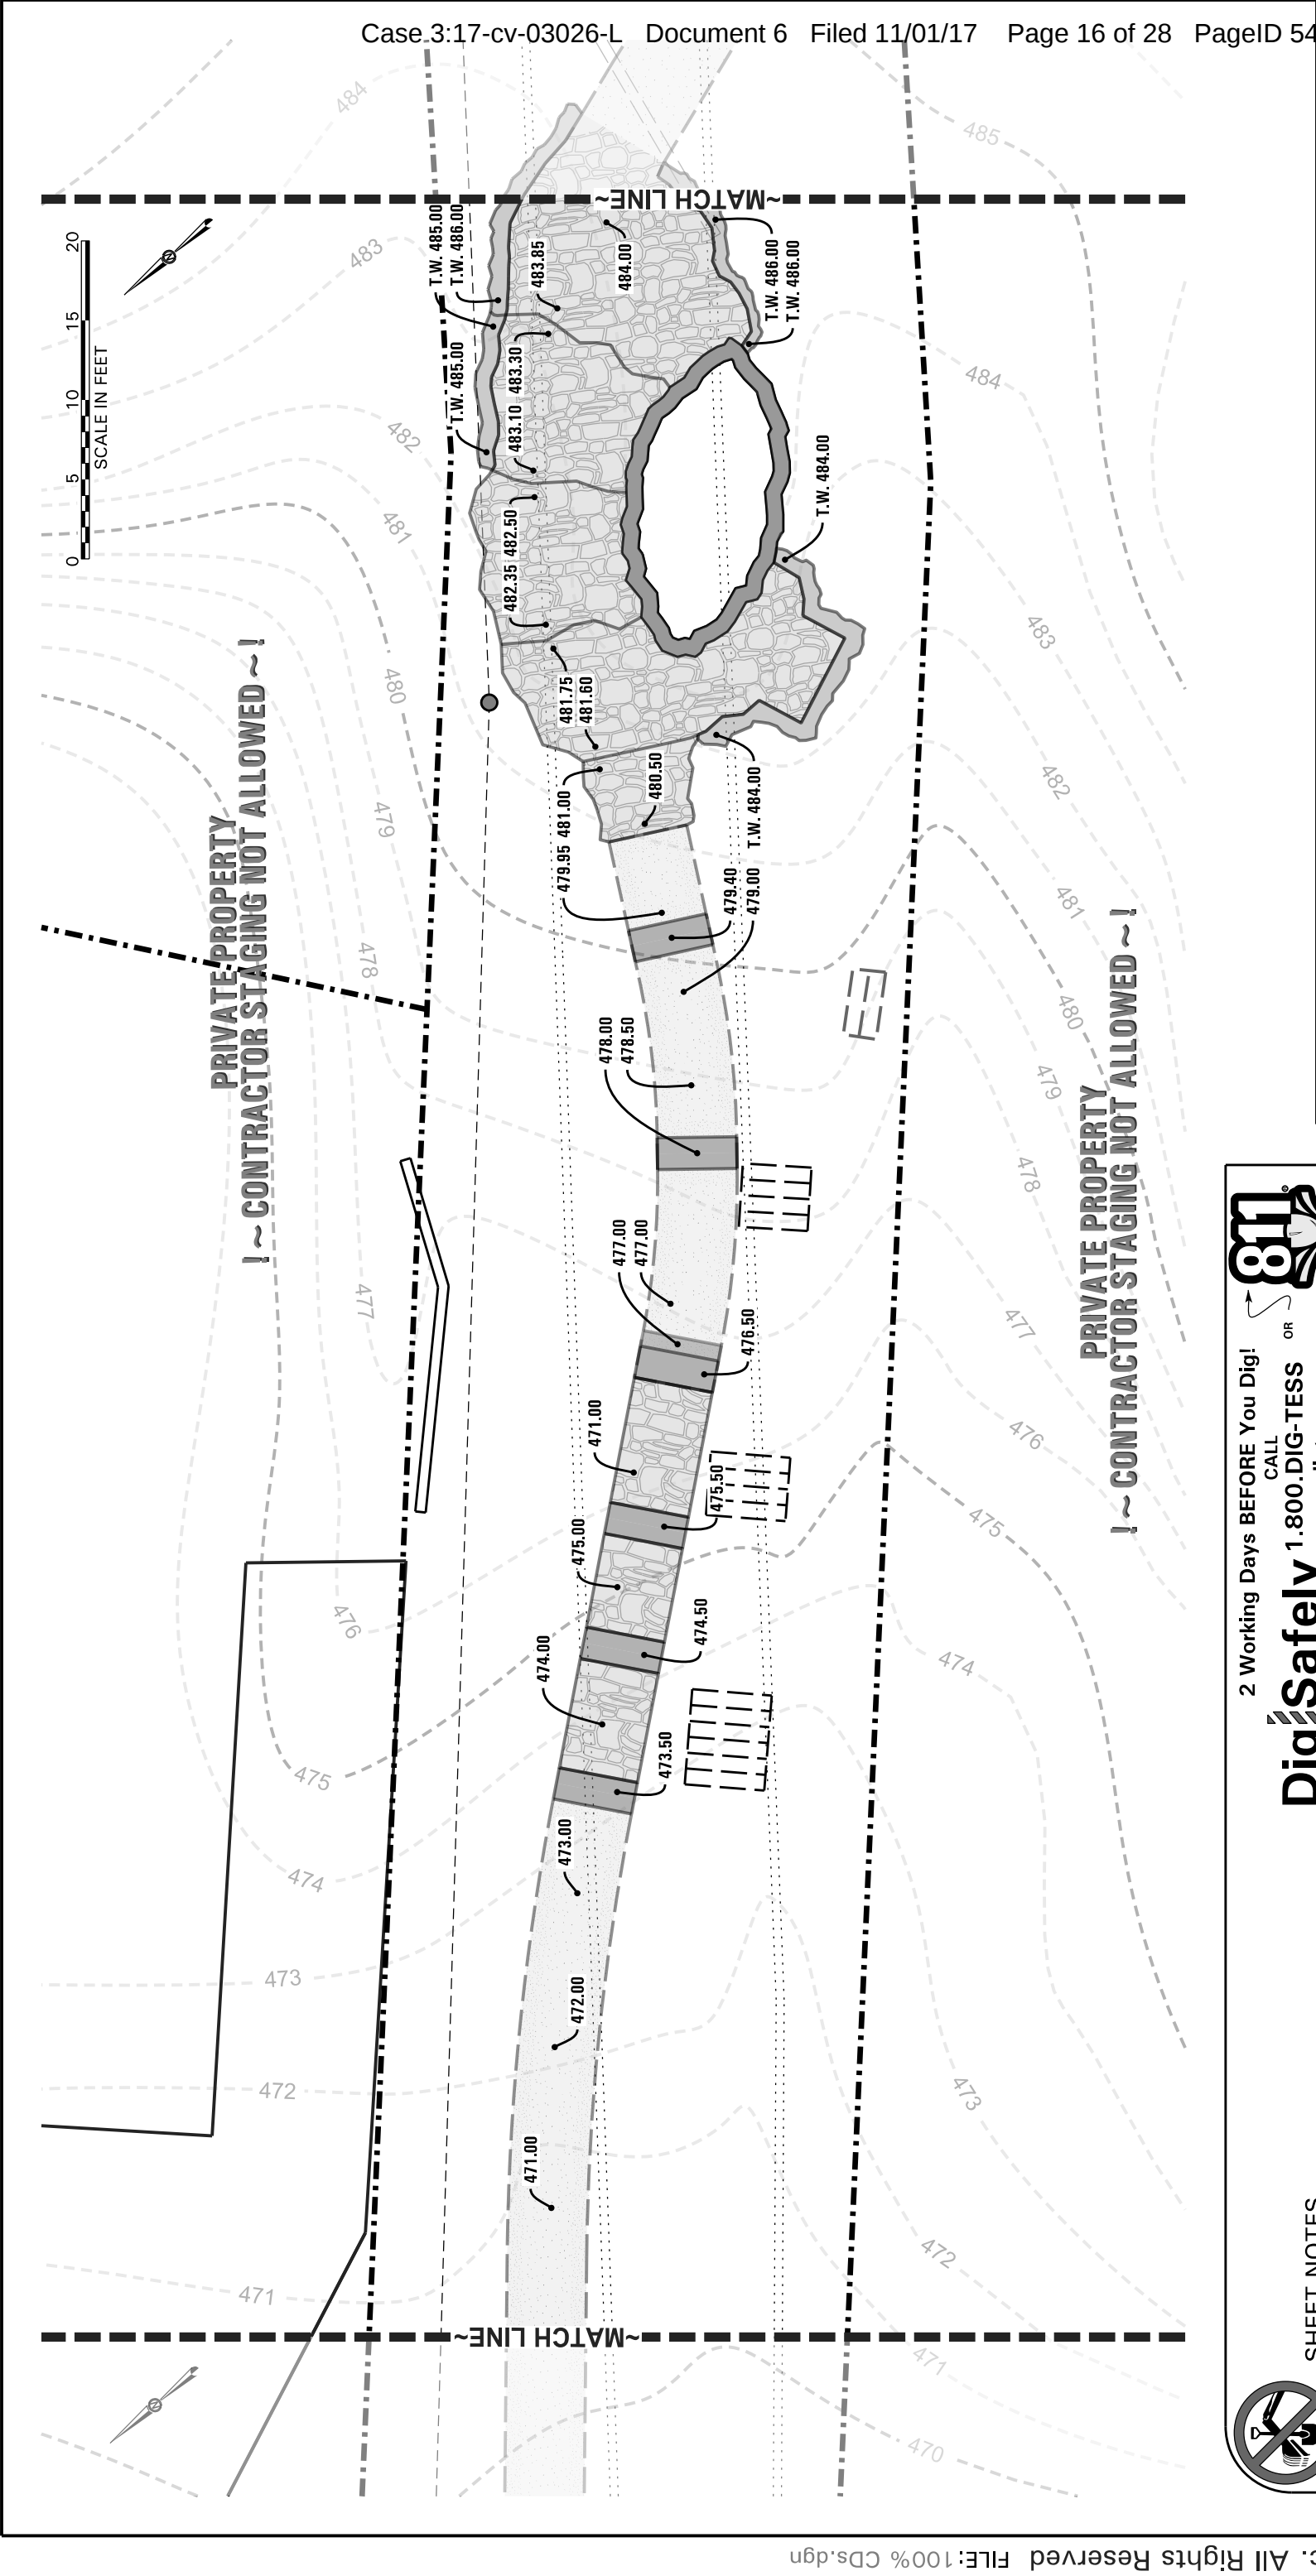 Case 3:17-cv-03026-L Document 6 Filed 11/01/17 Page 16 of 28 PageID 54
484
485
~MATCH LINE~
0 5 10 15 20
SCALE IN FEET
N
483
T.W. 485.00
T.W. 486.00
483.85
484.00
T.W. 486.00
T.W. 486.00
T.W. 485.00
483.10 483.30
484
482
T.W. 484.00
481
482.35 482.50
483
480
PRIVATE PROPERTY
! ~ CONTRACTOR STAGING NOT ALLOWED ~ !
481.75
481.60
480.50
482
479
479.95 481.00
T.W. 484.00
479.40
479.00
481
478
480
478.00
478.50
479
PRIVATE PROPERTY
! ~ CONTRACTOR STAGING NOT ALLOWED ~ !
478
477.00
477.00
477
476.50
477
471.00
476
475.50
475
475.00
476
474.50
474.00
474
473.50
475
473.00
474
473
472.00
472
473
471.00
472
471
~MATCH LINE~
471
N
470
811
2 Working Days BEFORE You Dig!
CALL
1.800.DIG-TESS
OR
Dig Safely
SHEET NOTES
All Rights Reserved FILE: 100% CDs.dgn